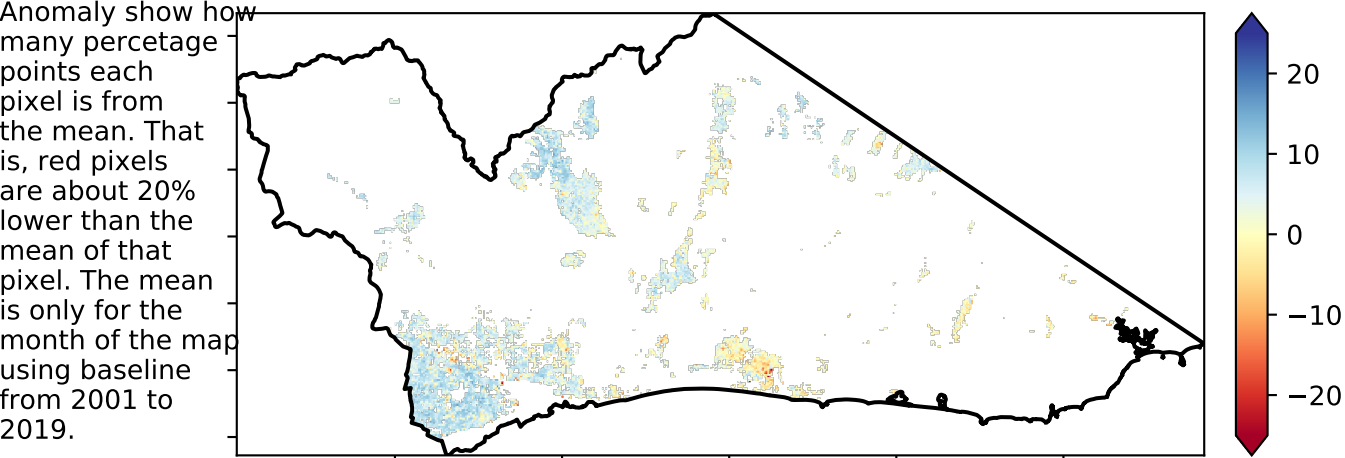 Anomaly show how
many percetage
points each
pixel is from
the mean. That
is, red pixels
are about 20%
lower than the
mean of that
pixel. The mean
is only for the
month of the map
using baseline
from 2001 to
2019.
20
10
0
−10
−20